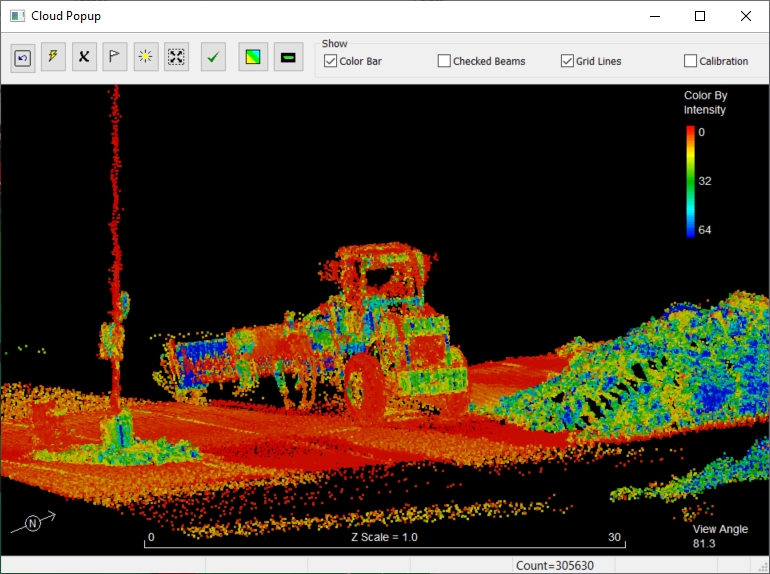 Cloud Popup
Show
Color Bar
Checked Beams
Grid Lines
Calibration
Color By
Intensity
0
32
64
N
0
Z Scale = 1.0
30
View Angle
81.3
Count=305630